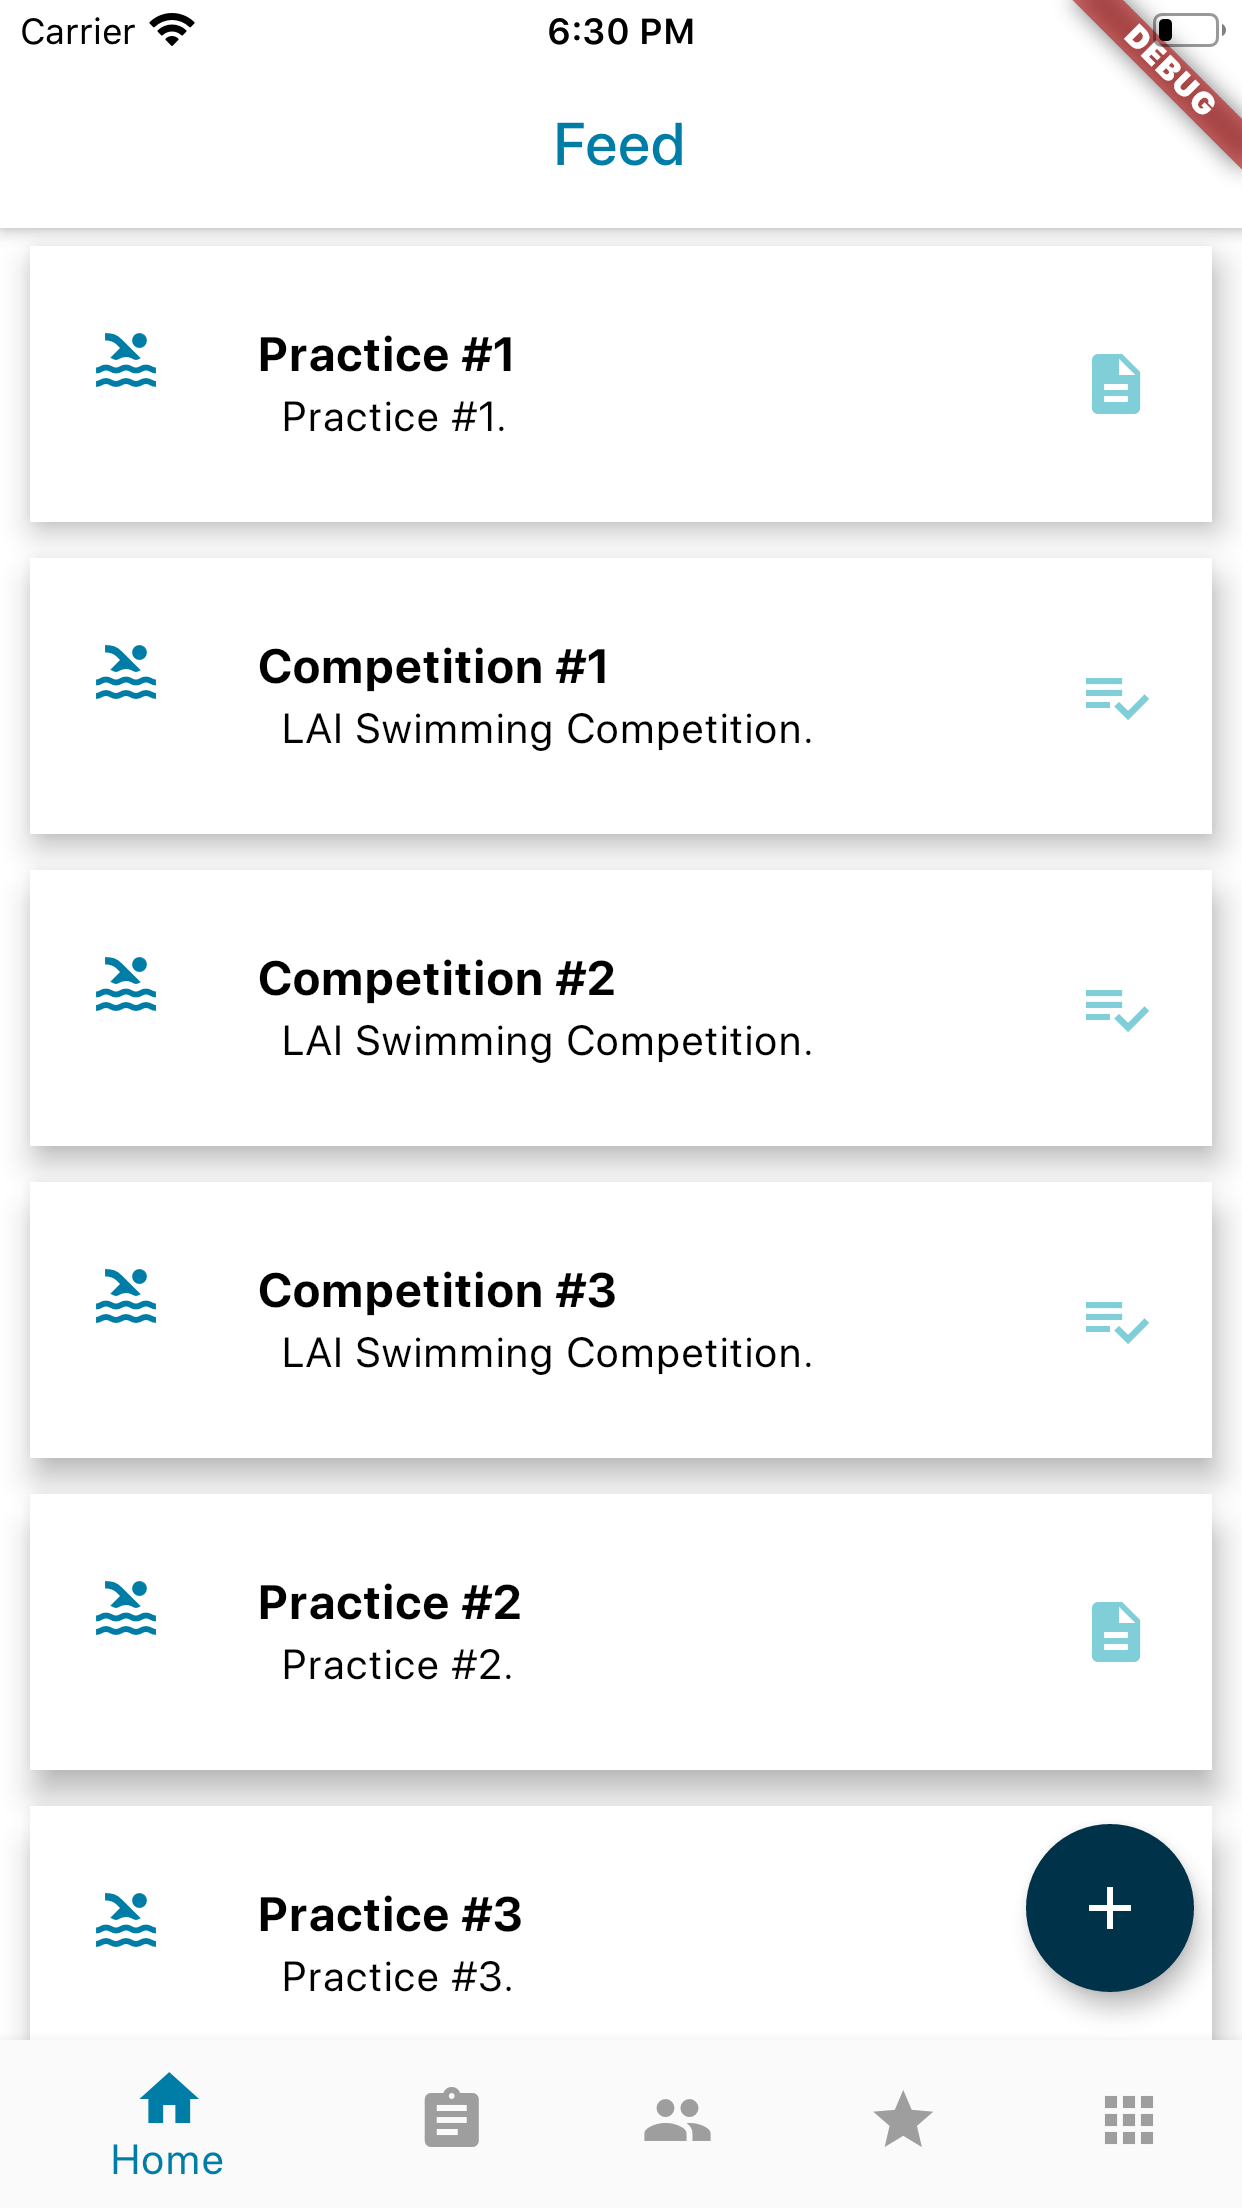 Carrier
6:30 PM
DEBUG
Feed
Practice #1
Practice #1.
Competition #1
LAI Swimming Competition.
Competition #2
LAI Swimming Competition.
Competition #3
LAI Swimming Competition.
Practice #2
Practice #2.
Practice #3
Practice #3.
Home